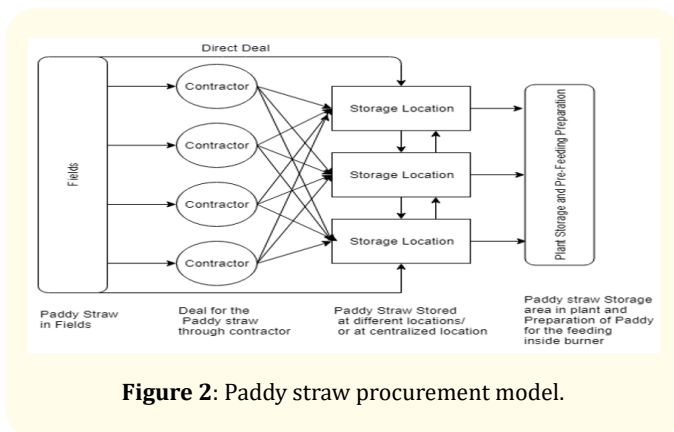 Direct Deal
Fields
Contractor
Contractor
Contractor
Contractor
Storage Location
Storage Location
Storage Location
Plant Storage and Pre-Feeding Preparation
Paddy Straw
in Fields
Deal for the
Paddy straw
through contractor
Paddy Straw Stored
at different locations/
or at centralized location
Paddy straw Storage
area in plant and
Preparation of Paddy
for the feeding
inside burner
Figure 2: Paddy straw procurement model.